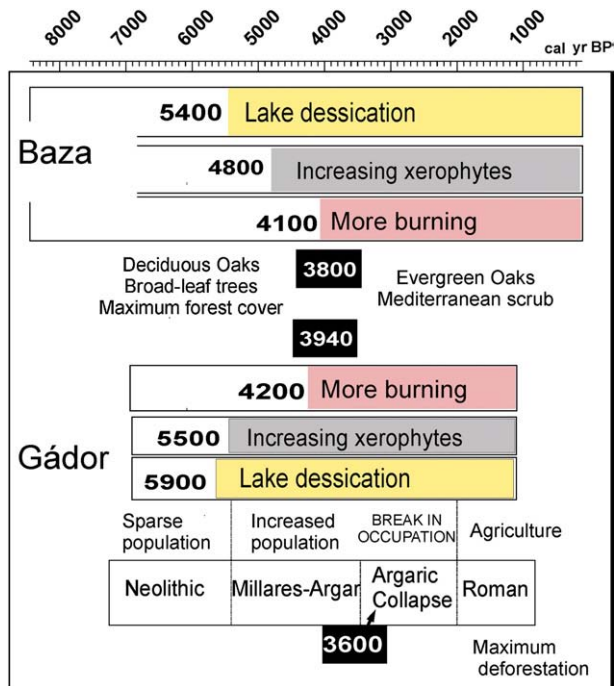 8000 7000 6000 5000 4000 3000 2000 1000
cal yr BP
Baza
5400 Lake dessication
4800 Increasing xerophytes
4100 More burning
Deciduous Oaks
Broad-leaf trees
Maximum forest cover
3800
Evergreen Oaks
Mediterranean scrub
3940
Gádor
4200 More burning
5500 Increasing xerophytes
5900 Lake dessication
Sparse
population
Increased
population
BREAK IN
OCCUPATION
Agriculture
Neolithic
Millares-Argar
Argaric
Collapse
Roman
3600
Maximum
deforestation